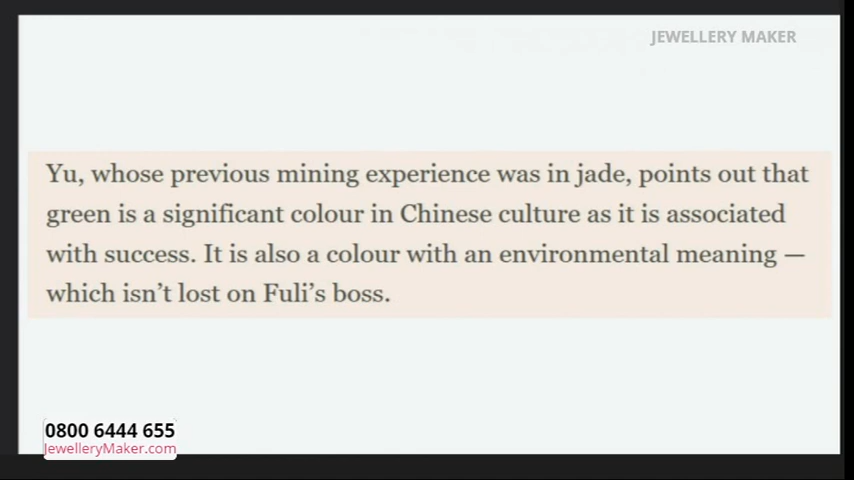 JEWELLERY MAKER
Yu, whose previous mining experience was in jade, points out that
green is a significant colour in Chinese culture as it is associated
with success. It is also a colour with an environmental meaning —
which isn’t lost on Fuli’s boss.
0800 6444 655
JewelleryMaker.com